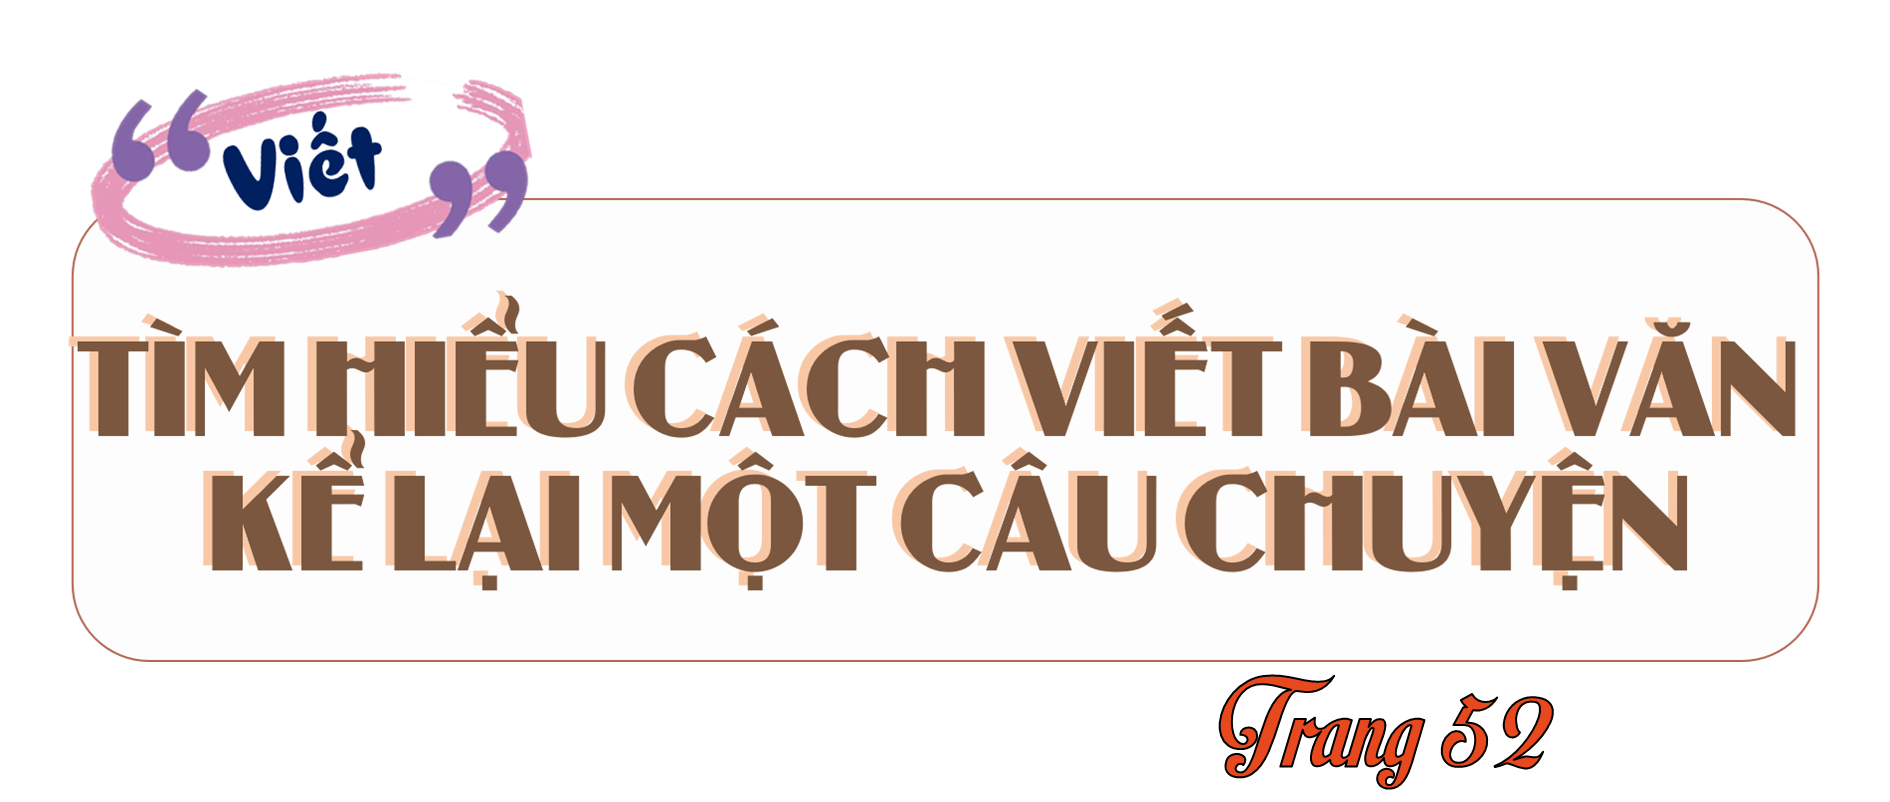 Viết
TÌM HIỂU CÁCH VIẾT BÀI VĂN
KỂ LẠI MỘT CÂU CHUYỆN
Trang 52